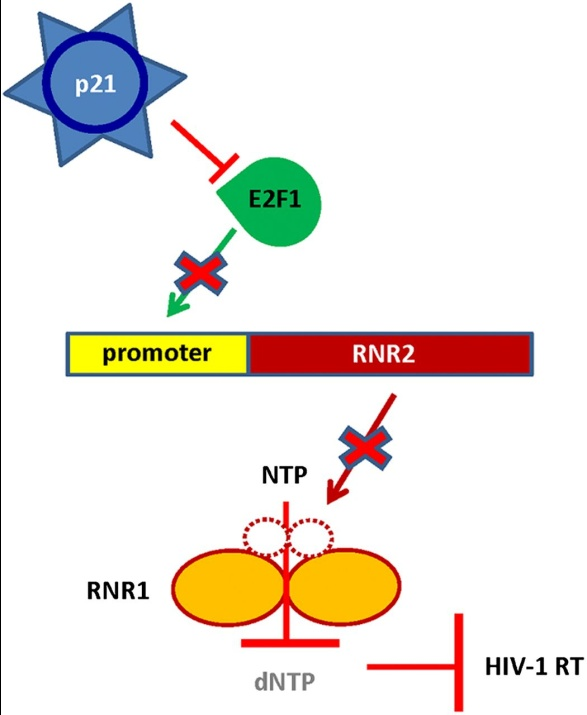 p21
E2F1
promoter
RNR2
NTP
RNR1
dNTP
HIV-1 RT